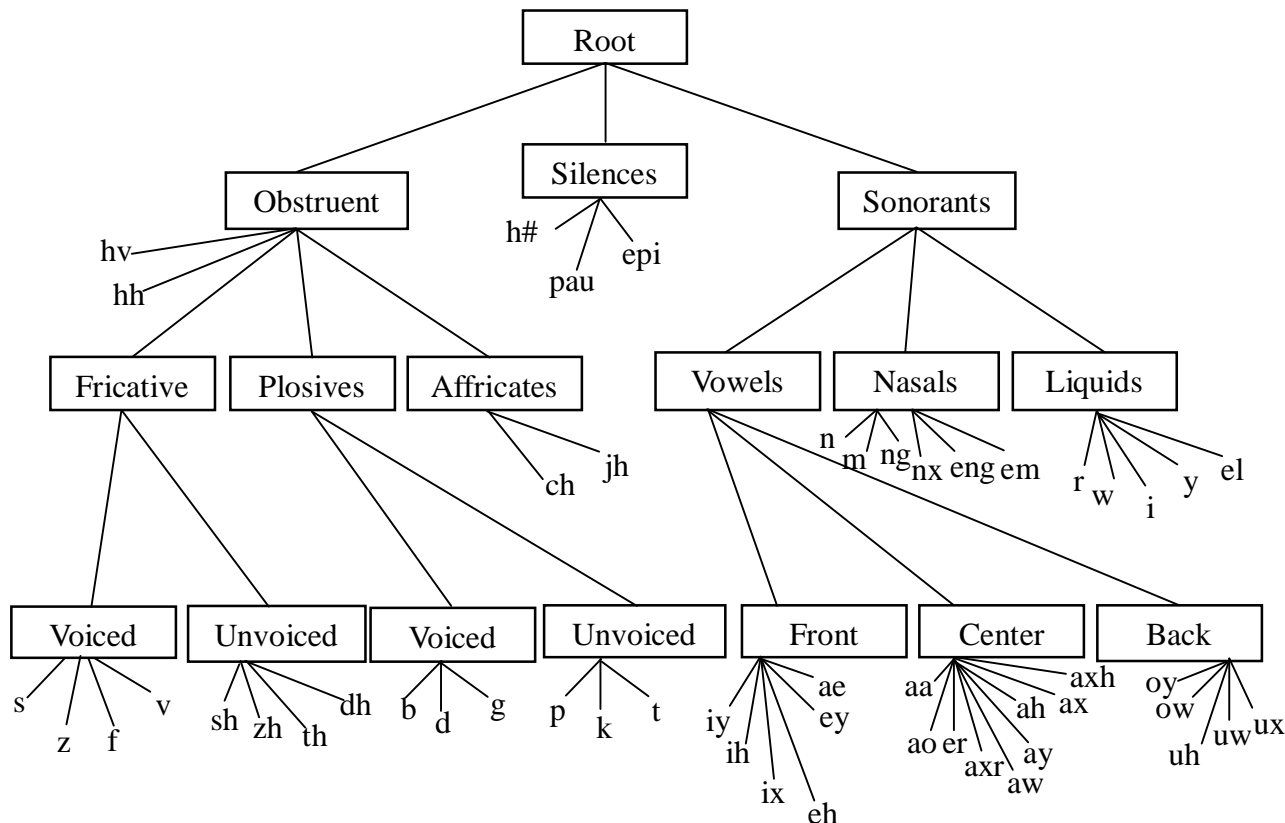 Root
Silences
Obstruent
Sonorants
h#
epi
pau
hv
hh
Fricative
Plosives
Affricates
Vowels
Nasals
Liquids
ch
jh
n
m
ng
nx
eng
em
r
w
i
y
el
Voiced
Unvoiced
Voiced
Unvoiced
Front
Center
Back
s
z
f
v
sh
zh
th
dh
b
d
g
p
k
t
iy
ih
ix
eh
ey
ae
aa
ao
er
axr
aw
ay
ah
ax
axh
oy
ow
uh
uw
ux